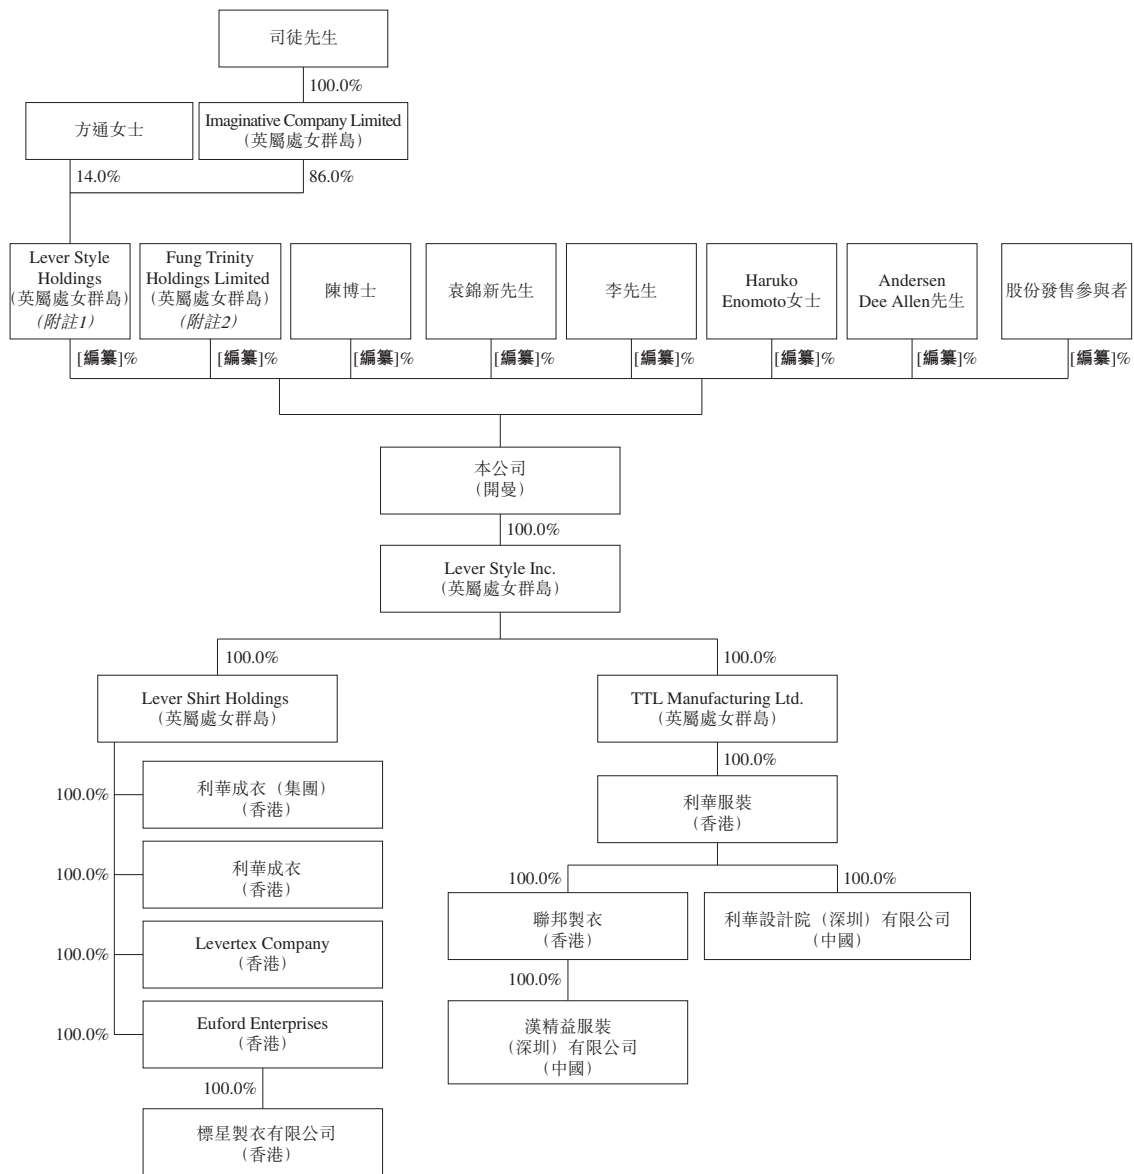 司徒先生
100.0%
方通女士
Imaginative Company Limited
（英屬處女群島）
14.0%
86.0%
Lever Style
Holdings
（英屬處女群島）
（附註1）
Fung Trinity
Holdings Limited
（英屬處女群島）
（附註2）
陳博士
袁錦新先生
李先生
Haruko
Enomoto女士
Andersen
Dee Allen先生
股份發售參與者
[編纂]%
[編纂]%
[編纂]%
[編纂]%
[編纂]%
[編纂]%
[編纂]%
[編纂]%
本公司
（開曼）
100.0%
Lever Style Inc.
（英屬處女群島）
100.0%
100.0%
Lever Shirt Holdings
（英屬處女群島）
TTL Manufacturing Ltd.
（英屬處女群島）
100.0%
100.0%
利華成衣（集團）
（香港）
利華服裝
（香港）
100.0%
利華成衣
（香港）
100.0%
100.0%
聯邦製衣
（香港）
利華設計院（深圳）有限公司
（中國）
100.0%
Levertex Company
（香港）
100.0%
漢精益服裝
（深圳）有限公司
（中國）
100.0%
Euford Enterprises
（香港）
100.0%
標星製衣有限公司
（香港）